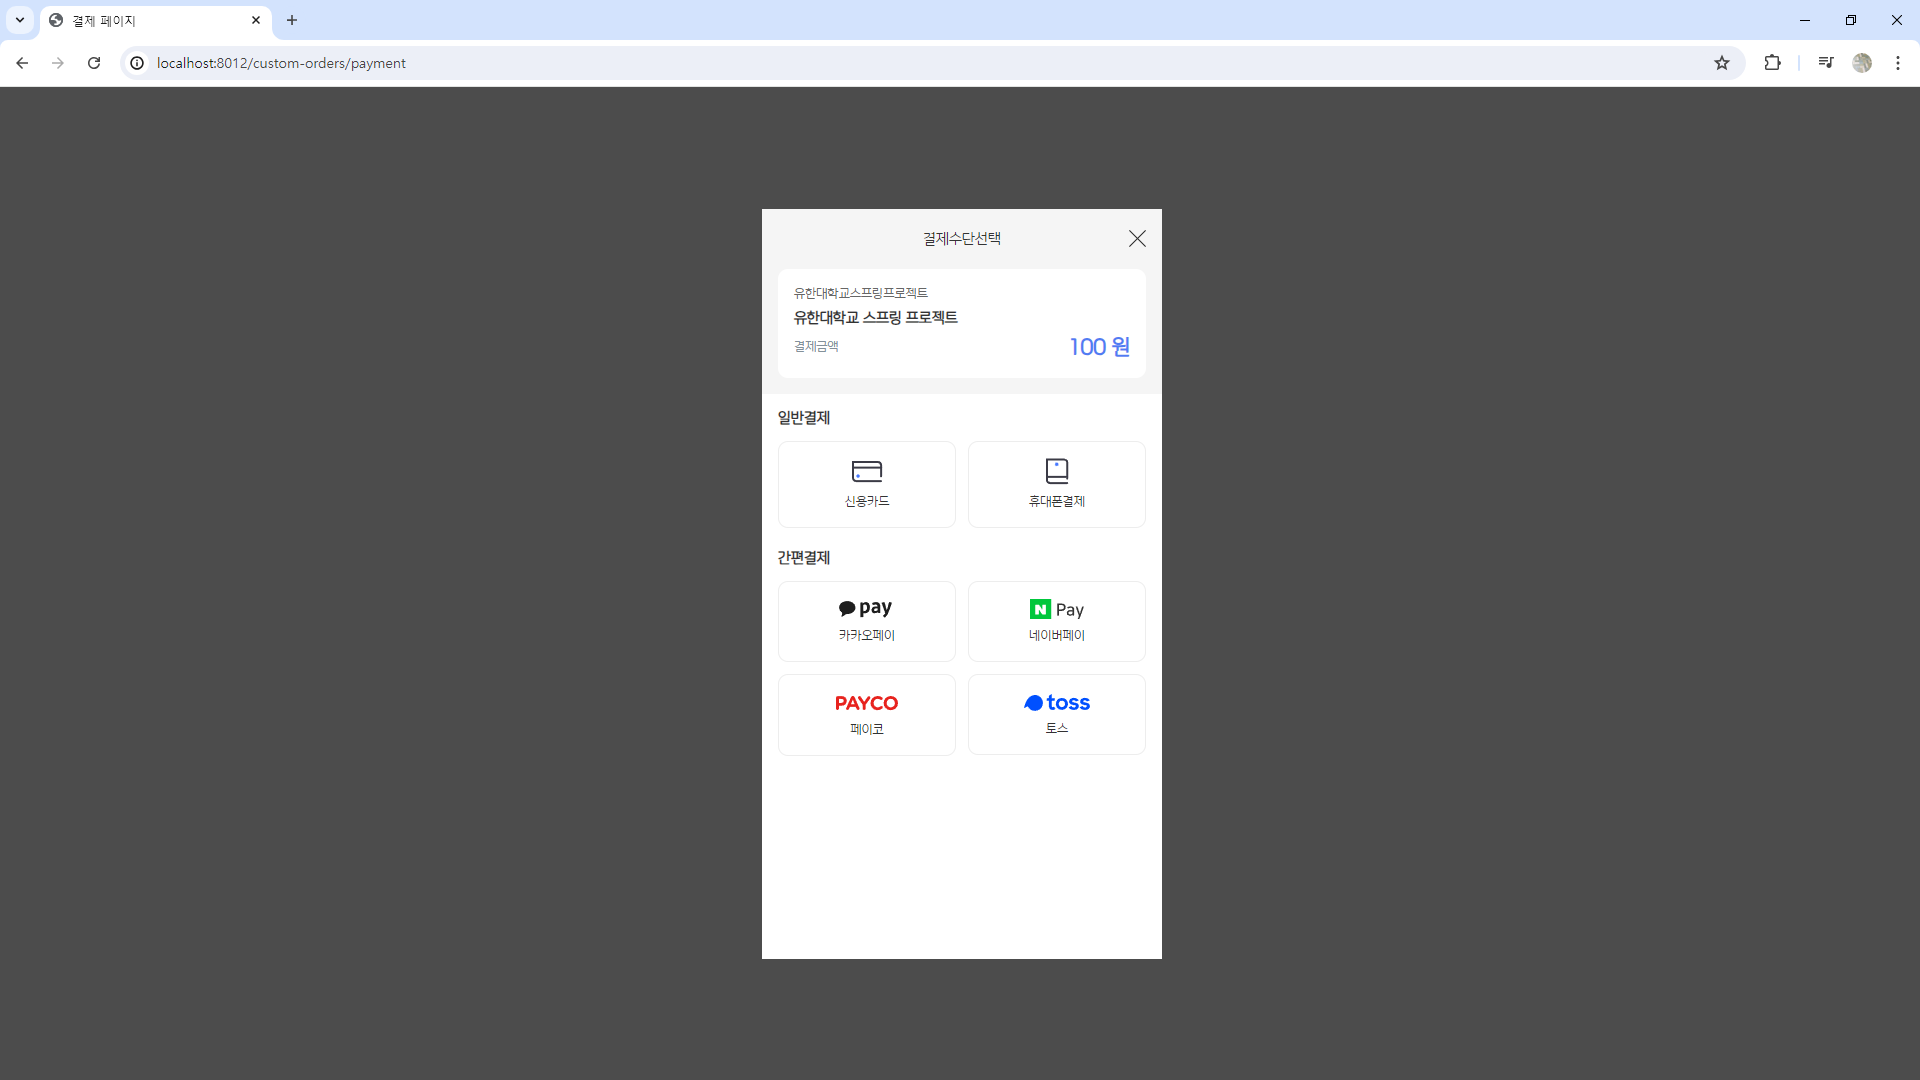 결제 페이지
localhost:8012/custom-orders/payment
결제수단선택
유한대학교스프링프로젝트
유한대학교 스프링 프로젝트
결제금액 100 원
일반결제
신용카드 휴대폰결제
간편결제
pay N Pay
카카오페이 네이버페이
PAYCO toss
페이코 토스